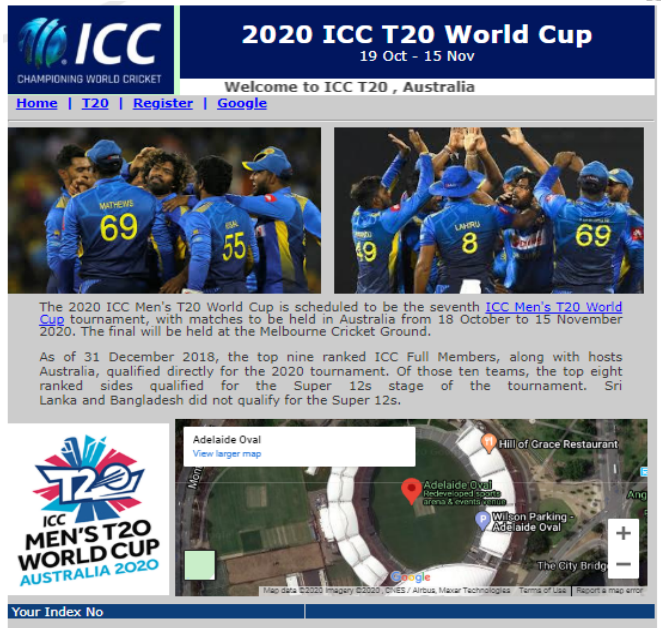 ICC
CHAMPIONING WORLD CRICKET
2020 ICC T20 World Cup
19 Oct - 15 Nov
Welcome to ICC T20 , Australia
Home | T20 | Register | Google
MATHEWS
69
55
LAHIRU
8
69
The 2020 ICC Men's T20 World Cup is scheduled to be the seventh ICC Men's T20 World
Cup tournament, with matches to be held in Australia from 18 October to 15 November
2020. The final will be held at the Melbourne Cricket Ground.
As of 31 December 2018, the top nine ranked ICC Full Members, along with hosts
Australia, qualified directly for the 2020 tournament. Of those ten teams, the top eight
ranked sides qualified for the Super 12s stage of the tournament. Sri
Lanka and Bangladesh did not qualify for the Super 12s.
T20
ICC
MEN'S T20
WORLD CUP
AUSTRALIA 2020
Adelaide Oval
View larger map
Hill of Grace Restaurant
Adelaide Oval
Redeveloped sports
arena & events venue
Wilson Parking -
Adelaide Oval
The City Bridg
Ang
Mon
Google
Map data ©2020 Imagery ©2020 , CNES / Airbus, Maxar Technologies Terms of Use Report a map error
Your Index No